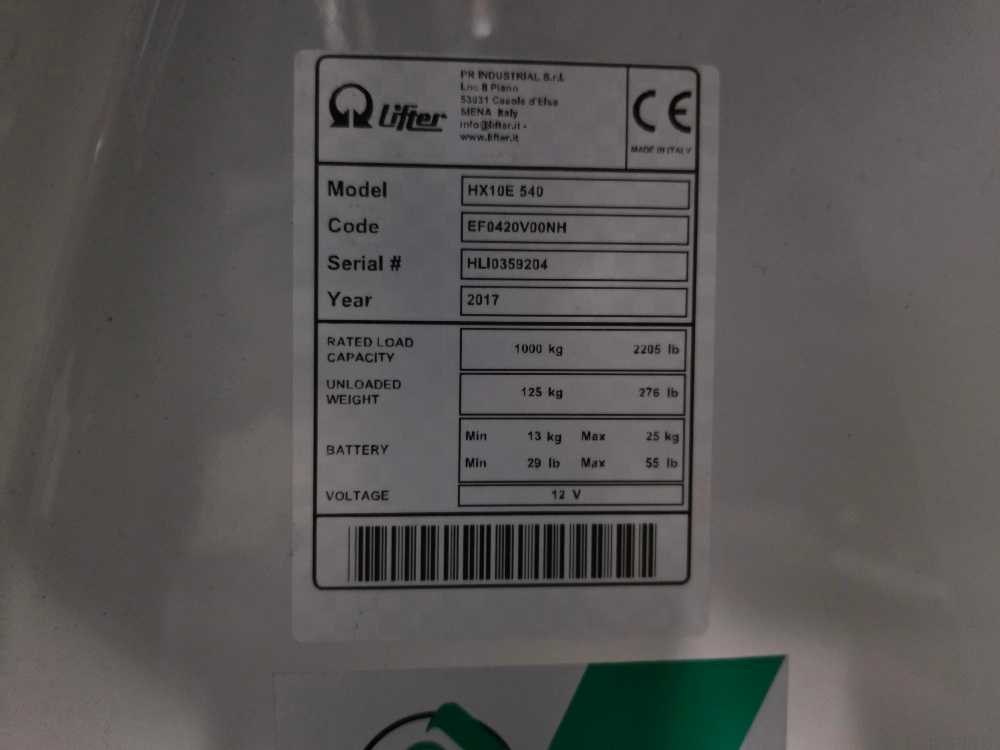 Lifter
PR INDUSTRIAL S.r.l.
Loc. Il Piano
53031 Casole d'Elsa
SIENA Italy
info@lifter.it -
www.lifter.it
CE
MADE IN ITALY
Model HX10E 540
Code EF0420V00NH
Serial # HLI0359204
Year 2017
RATED LOAD CAPACITY 1000 kg 2205 lb
UNLOADED WEIGHT 125 kg 276 lb
BATTERY Min 13 kg Max 25 kg
Min 29 lb Max 55 lb
VOLTAGE 12 V